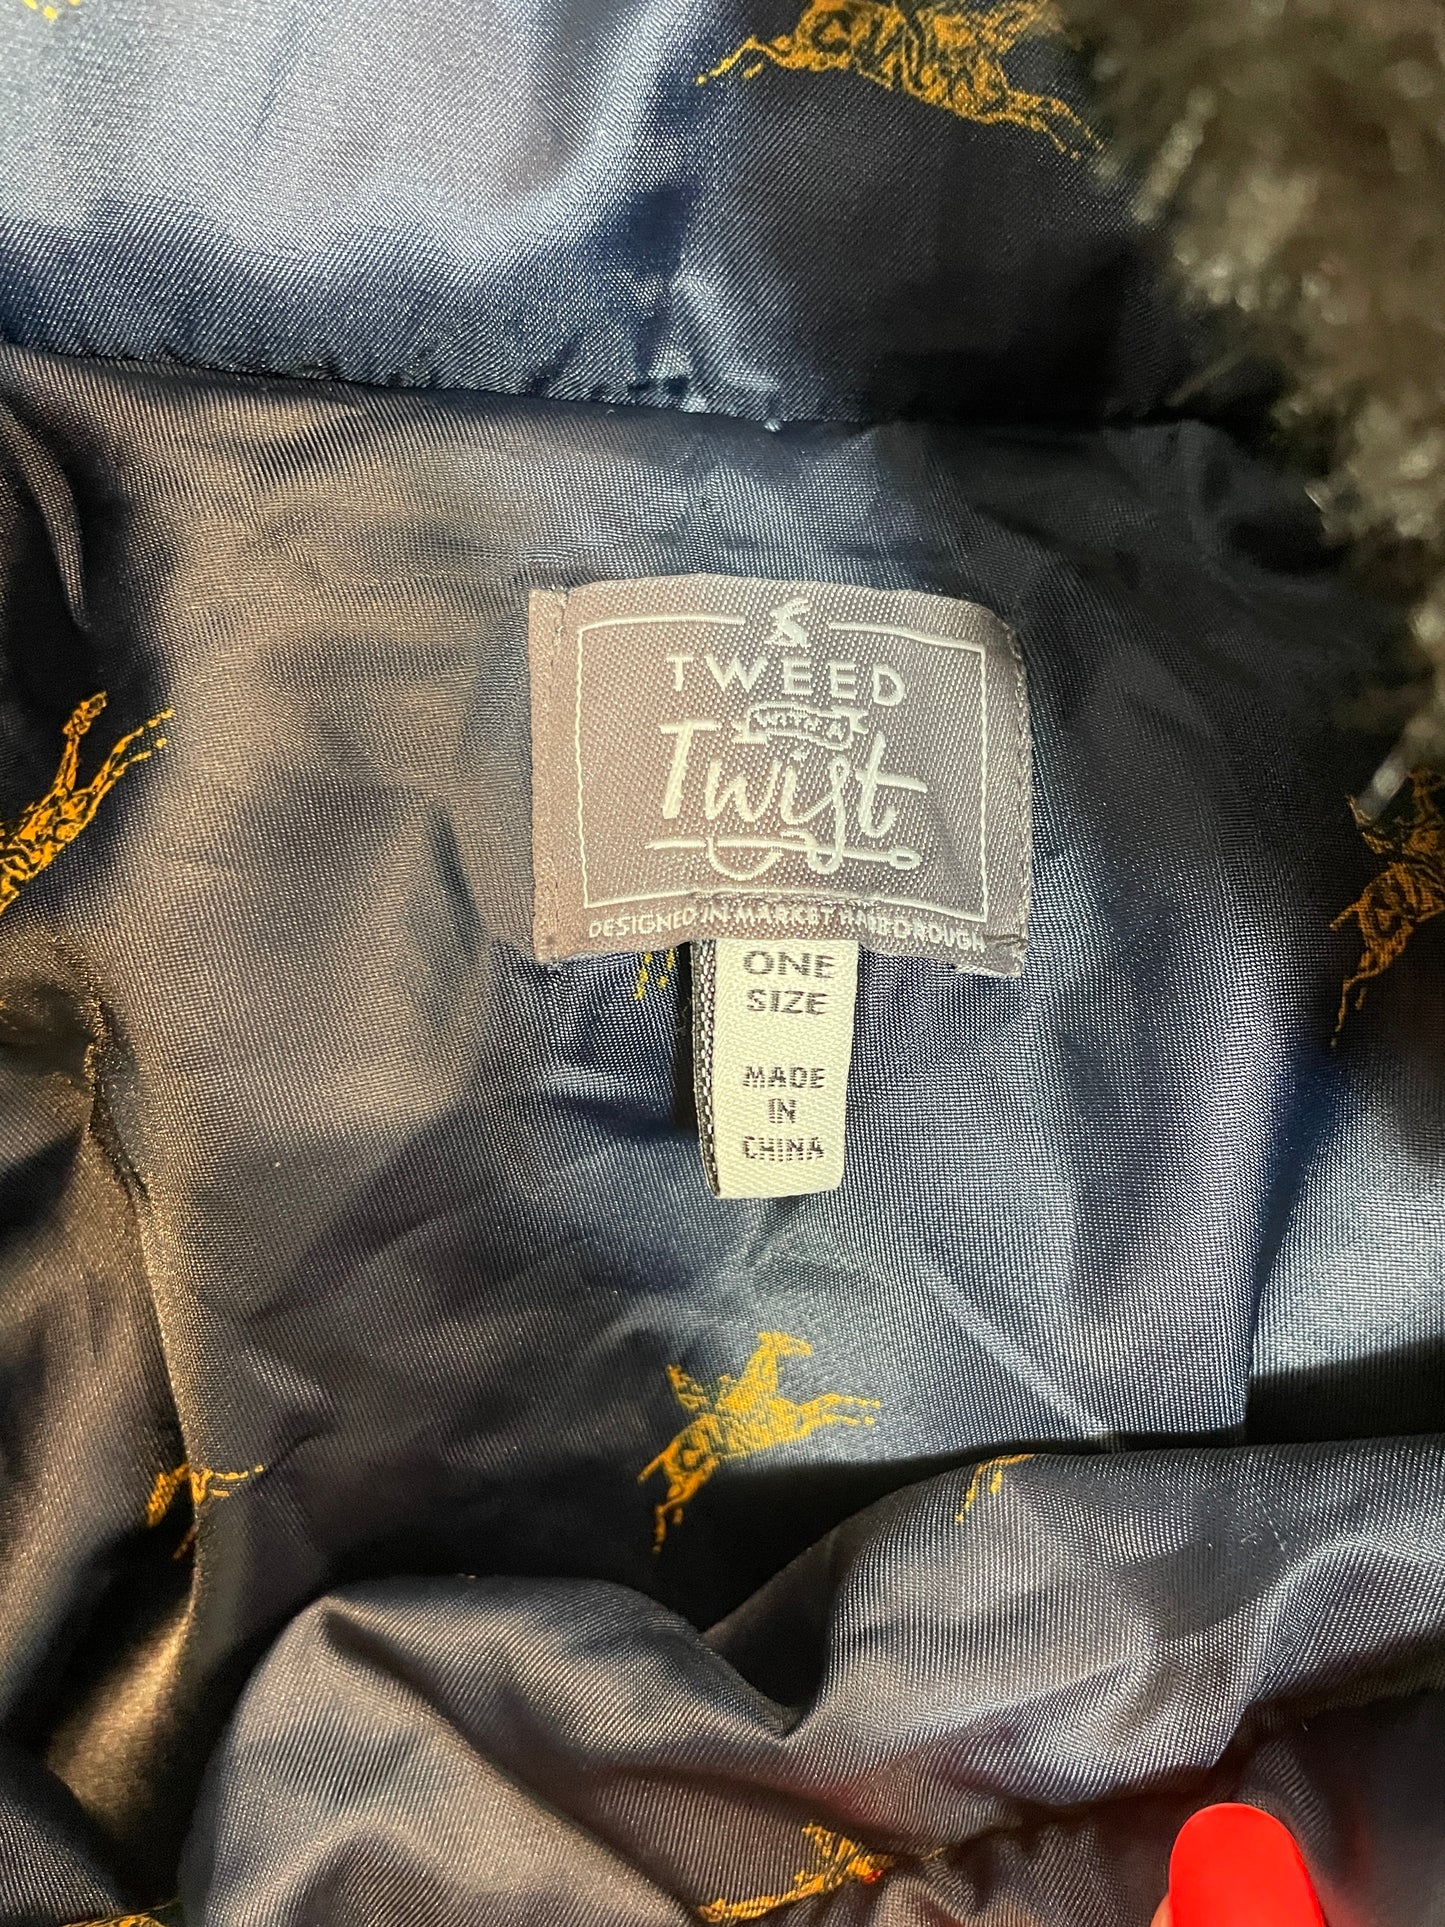 TWEED
WITH A
Twist
DESIGNED IN MARKET HARBOROUGH
ONE
SIZE
MADE
IN
CHINA